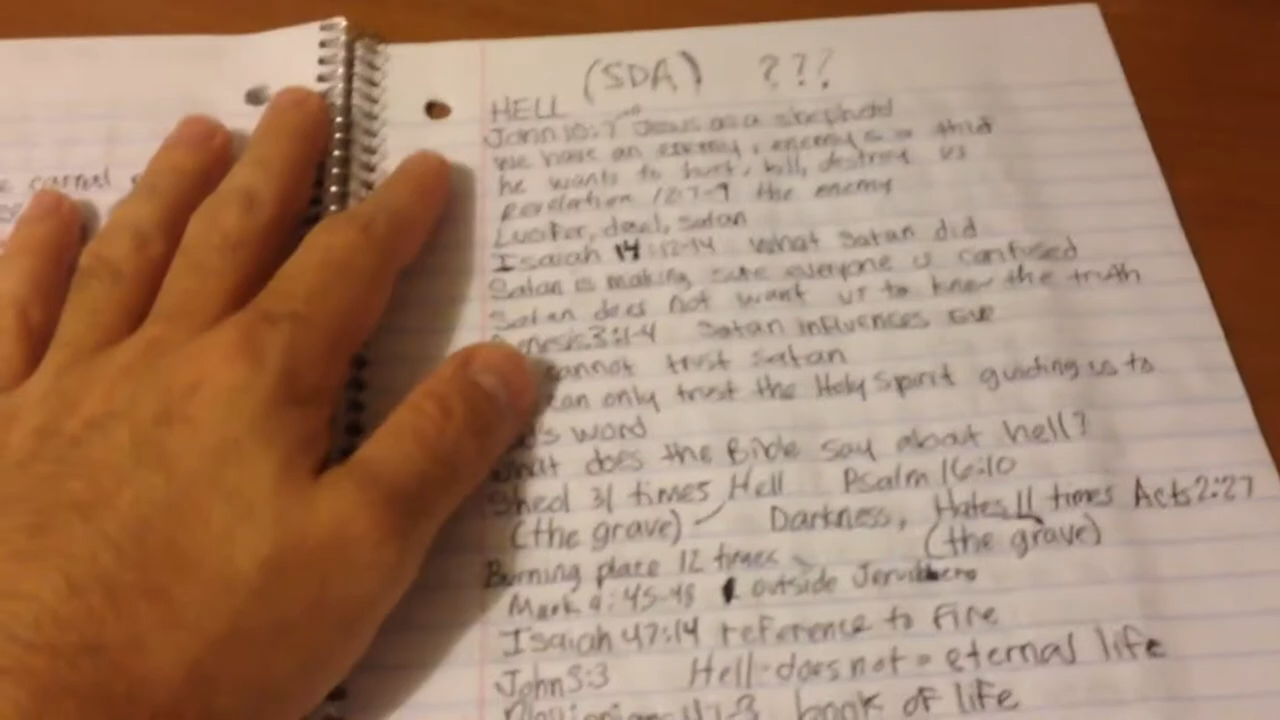 carnal
(SDA) ???
HELL
John 10:7 Jesus as a shepherd
we have an enemy, enemy is a thief
he wants to hurt, kill, destroy us
Revelation 12:7-9 the enemy
Lucifer, devil, Satan
Isaiah 14:12-14 What Satan did
Satan is making sure everyone is confused
Satan does not want us to know the truth
enesis 3:1-4 Satan influences Eve
cannot trust Satan
can only trust the Holy Spirit guiding us to
's word
what does the Bible say about hell?
Sheol 31 times, Hell Psalm 16:10
(the grave) Darkness, Hates 11 times Acts 2:27
(the grave)
Burning place 12 times
Mark 9:45-48 outside
Isaiah 47:14 reference to Fire
John 3:3 Hell-does not = eternal life
book of life